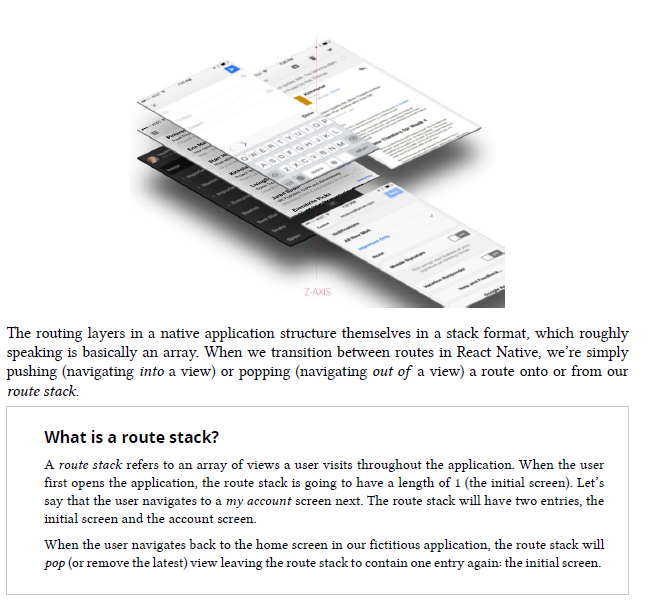 Z-AXIS
The routing layers in a native application structure themselves in a stack format, which roughly
speaking is basically an array. When we transition between routes in React Native, we’re simply
pushing (navigating into a view) or popping (navigating out of a view) a route onto or from our
route stack.
What is a route stack?
A route stack refers to an array of views a user visits throughout the application. When the user
first opens the application, the route stack is going to have a length of 1 (the initial screen). Let’s
say that the user navigates to a my account screen next. The route stack will have two entries, the
initial screen and the account screen.
When the user navigates back to the home screen in our fictitious application, the route stack will
pop (or remove the latest) view leaving the route stack to contain one entry again: the initial screen.